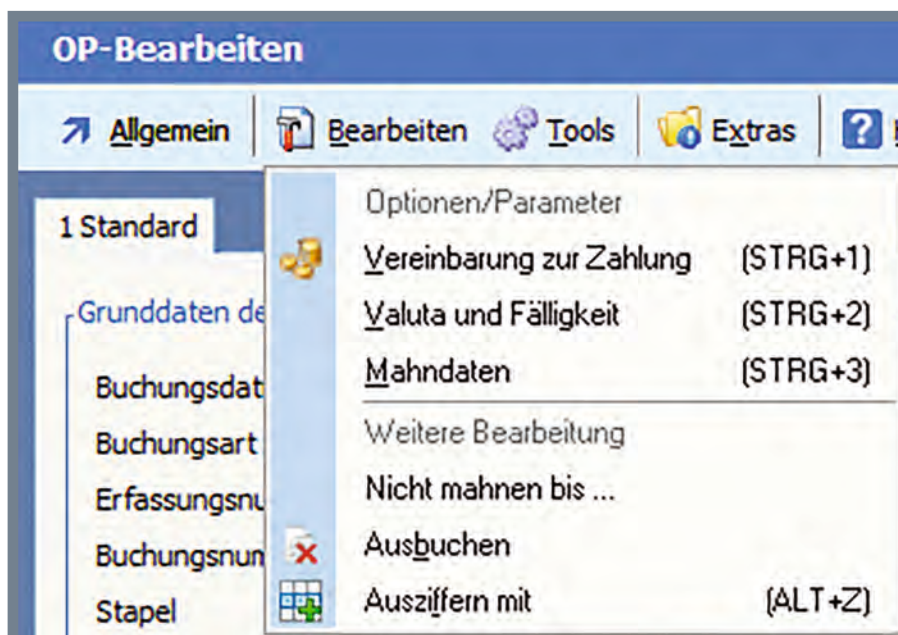 OP-Bearbeiten
Allgemein Bearbeiten Tools Extras
Optionen/Parameter
1 Standard
Vereinbarung zur Zahlung (STRG+1)
Grunddaten de
Valuta und Fälligkeit (STRG+2)
Mahndaten (STRG+3)
Buchungsdat
Weitere Bearbeitung
Buchungsart
Nicht mahnen bis ...
Erfassungsnu
Ausbuchen
Buchungsnum
Ausziffern mit (ALT+Z)
Stapel